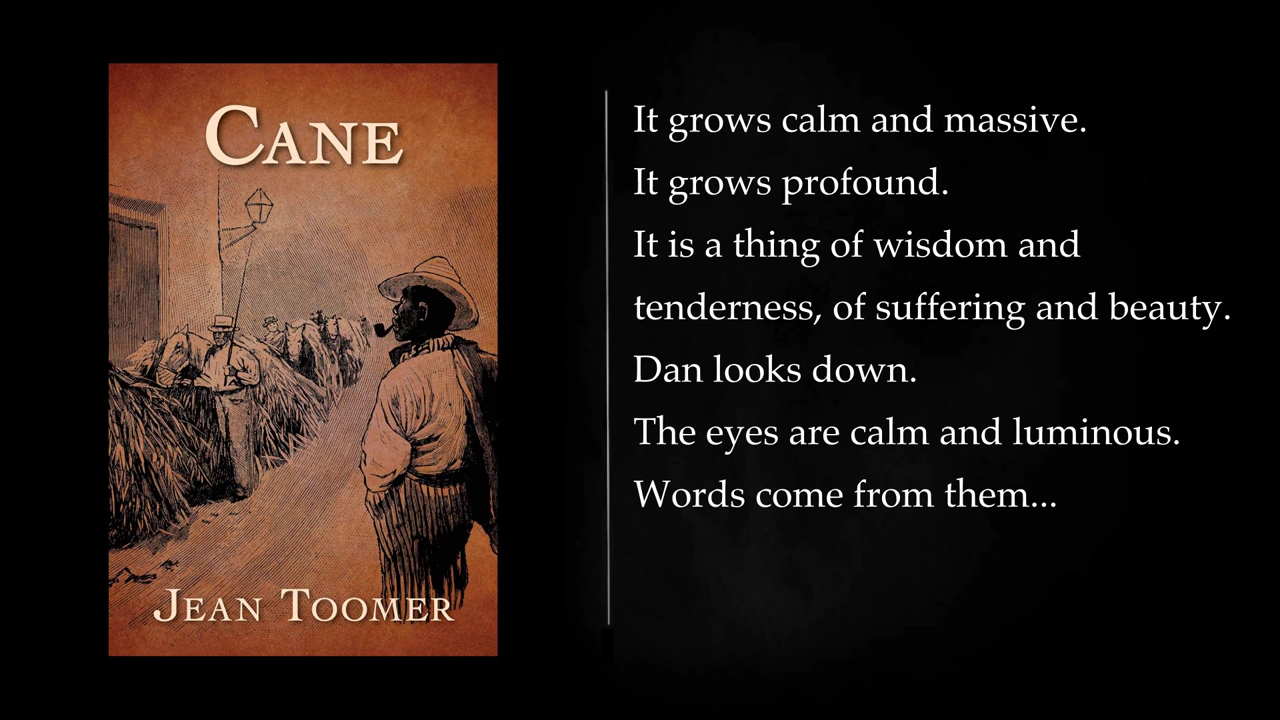 CANE
JEAN TOOMER
It grows calm and massive.
It grows profound.
It is a thing of wisdom and
tenderness, of suffering and beauty.
Dan looks down.
The eyes are calm and luminous.
Words come from them...